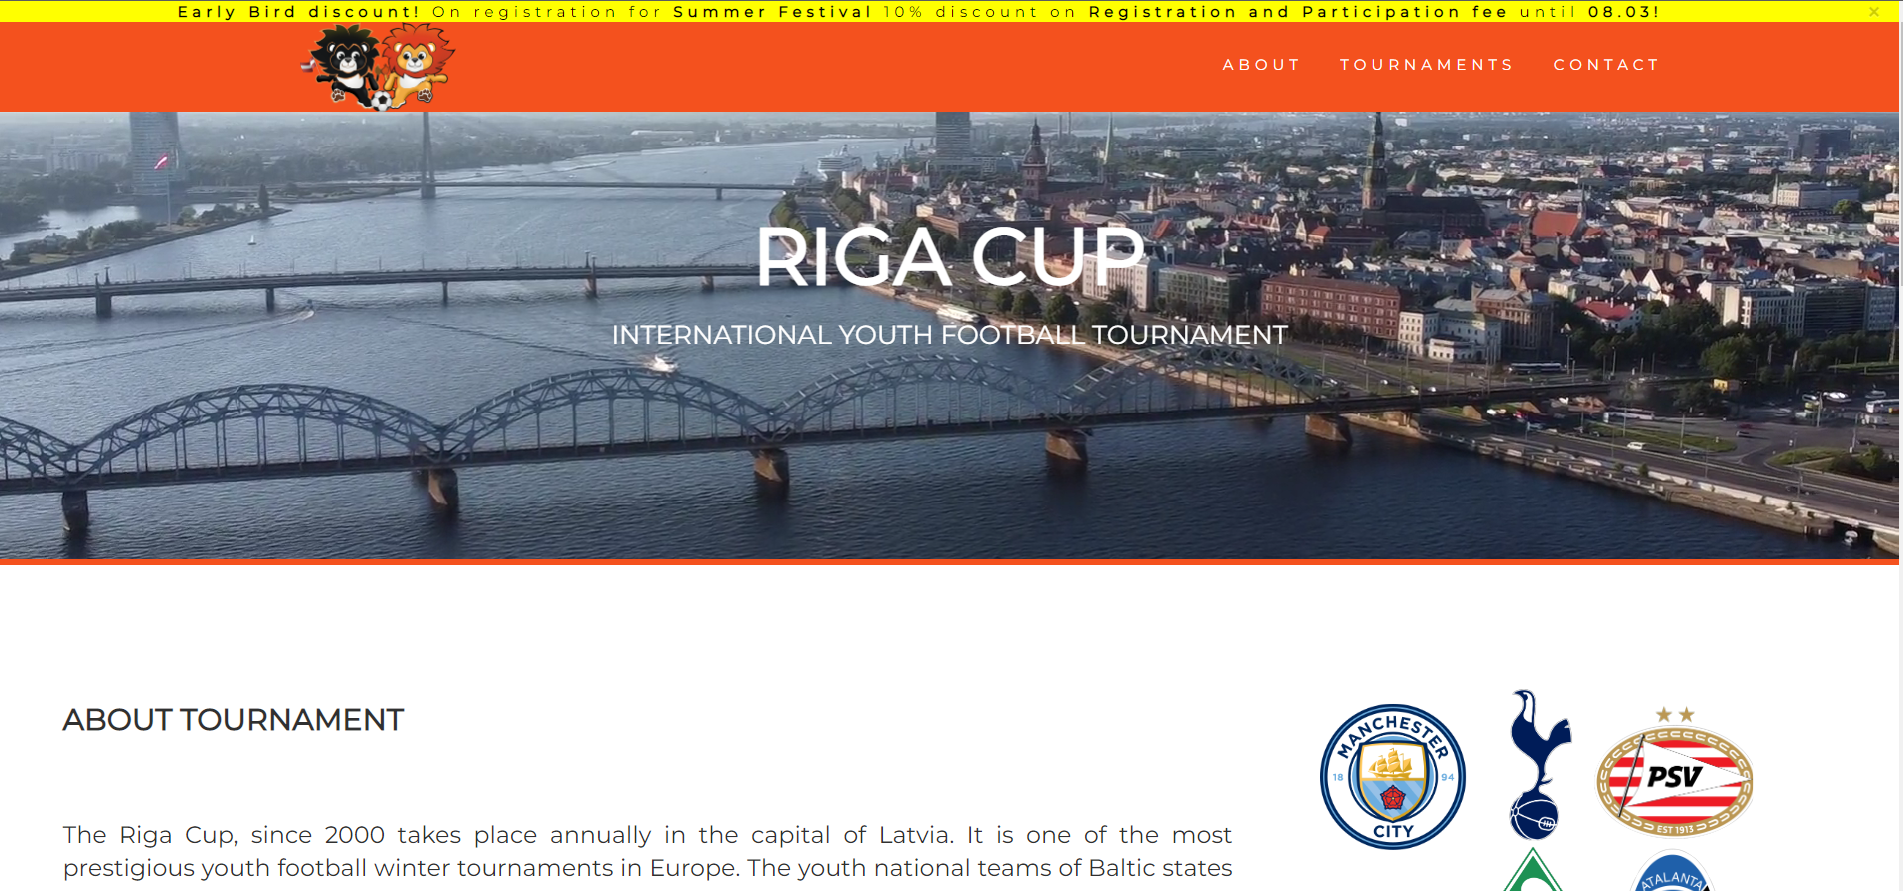 Early Bird discount! On registration for Summer Festival 10% discount on Registration and Participation fee until 08.03!
×
ABOUT TOURNAMENTS CONTACT
RIGA CUP
INTERNATIONAL YOUTH FOOTBALL TOURNAMENT
ABOUT TOURNAMENT
The Riga Cup, since 2000 takes place annually in the capital of Latvia. It is one of the most
prestigious youth football winter tournaments in Europe. The youth national teams of Baltic states
MANCHESTER
18 94
CITY
PSV
EST 1913
ATALANTA